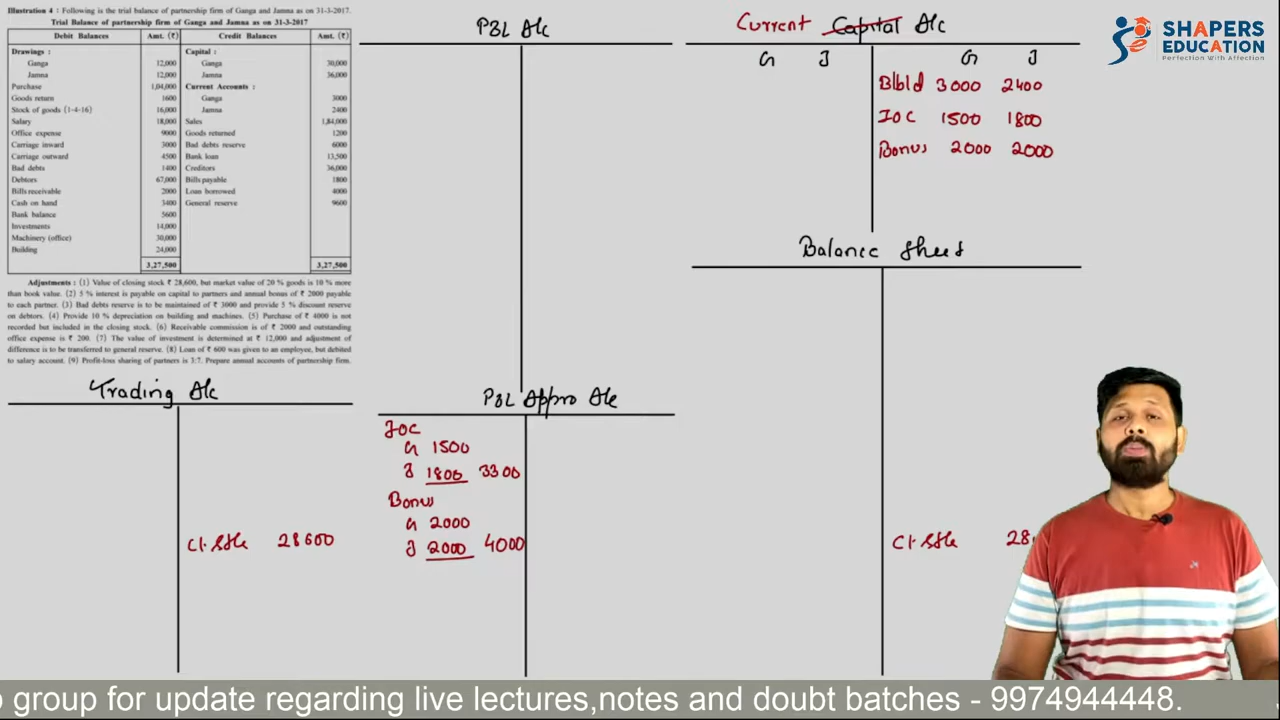 Illustration 4 : Following is the trial balance of partnership firm of Ganga and Jamna as on 31-3-2017.
Trial Balance of partnership firm of Ganga and Jamna as on 31-3-2017
Debit Balances Amt. (₹) Credit Balances Amt. (₹)
Drawings : Capital :
Ganga 12,000 Ganga 30,000
Jamna 12,000 Jamna 36,000
Purchase 1,04,000 Current Accounts :
Goods return 1600 Ganga 3000
Stock of goods (1-4-16) 16,000 Jamna 2400
Salary 18,000 Sales 1,84,000
Office expense 9000 Goods returned 1200
Carriage inward 3000 Bad debts reserve 6000
Carriage outward 4500 Bank loan 13,500
Bad debts 1400 Creditors 36,000
Debtors 67,000 Bills payable 1800
Bills receivable 2000 Loan borrowed 4000
Cash on hand 3400 General reserve 9600
Bank balance 5600
Investments 14,000
Machinery (office) 30,000
Building 24,000
3,27,500 3,27,500
Adjustments : (1) Value of closing stock ₹ 28,600, but market value of 20 % goods is 10 % more
than book value. (2) 5 % interest is payable on capital to partners and annual bonus of ₹ 2000 payable
to each partner. (3) Bad debts reserve is to be maintained of ₹ 3000 and provide 5 % discount reserve
on debtors. (4) Provide 10 % depreciation on building and machines. (5) Purchase of ₹ 4000 is not
recorded but included in the closing stock. (6) Receivable commission is of ₹ 2000 and outstanding
office expense is ₹ 200. (7) The value of investment is determined at ₹ 12,000 and adjustment of
difference is to be transferred to general reserve. (8) Loan of ₹ 600 was given to an employee, but debited
to salary account. (9) Profit-loss sharing of partners is 3:7. Prepare annual accounts of partnership firm.
Trading A/c
Cl. Stk 28600
P&L A/c
P&L Appro A/c
IOC
G 1500
J 1800 3300
Bonus
G 2000
J 2000 4000
Current Capital A/c
G J G J
B/b/d 3000 2400
IOC 1500 1800
Bonus 2000 2000
Balance Sheet
Cl. Stk 28
SHAPERS
EDUCATION
Perfection With Affection
group for update regarding live lectures,notes and doubt batches - 9974944448.